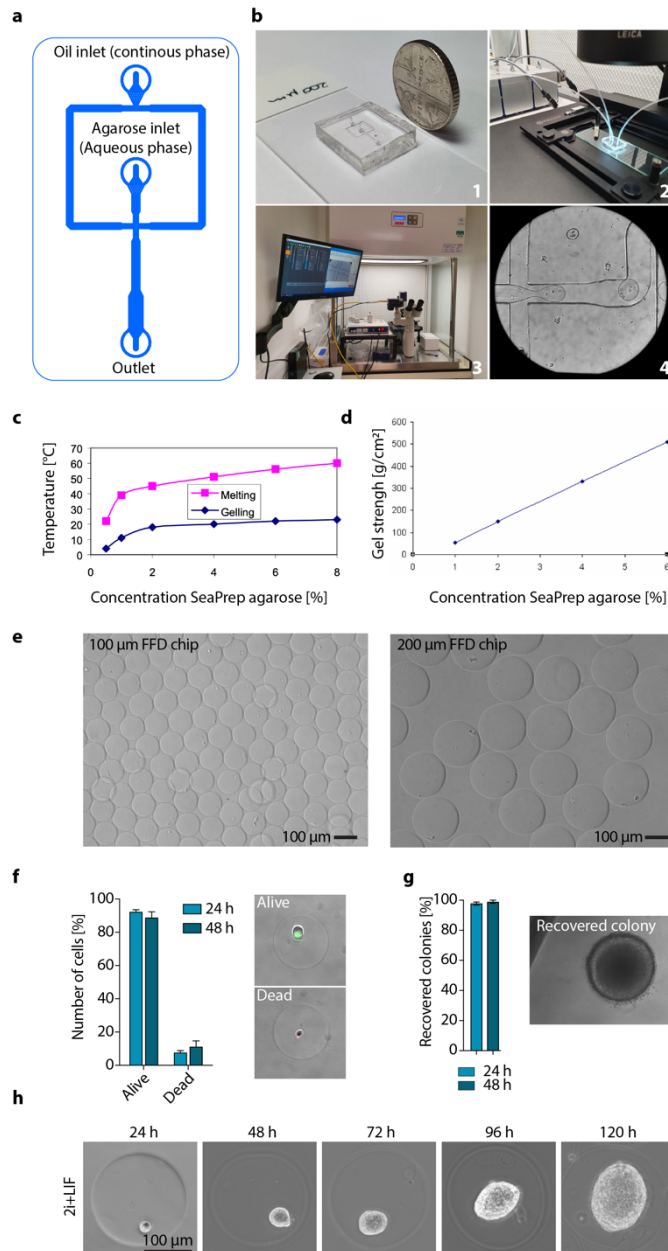 a
Oil inlet (continous phase)
Agarose inlet
(Aqueous phase)
Outlet
b
200 µm
1
LEICA
2
3
4
c
Temperature [°C]
70
60
50
40
30
20
10
0
Melting
Gelling
0 2 4 6 8
Concentration SeaPrep agarose [%]
d
Gel strengh [g/cm²]
600
500
400
300
200
100
0
0 1 2 3 4 5 6
Concentration SeaPrep agarose [%]
e
100 µm FFD chip
100 µm
200 µm FFD chip
100 µm
f
Number of cells [%]
100
80
60
40
20
0
24 h
48 h
Alive
Dead
Alive
Dead
g
Recovered colonies [%]
100
80
60
40
20
0
24 h
48 h
Recovered colony
h
24 h 48 h 72 h 96 h 120 h
2i+LIF
100 µm